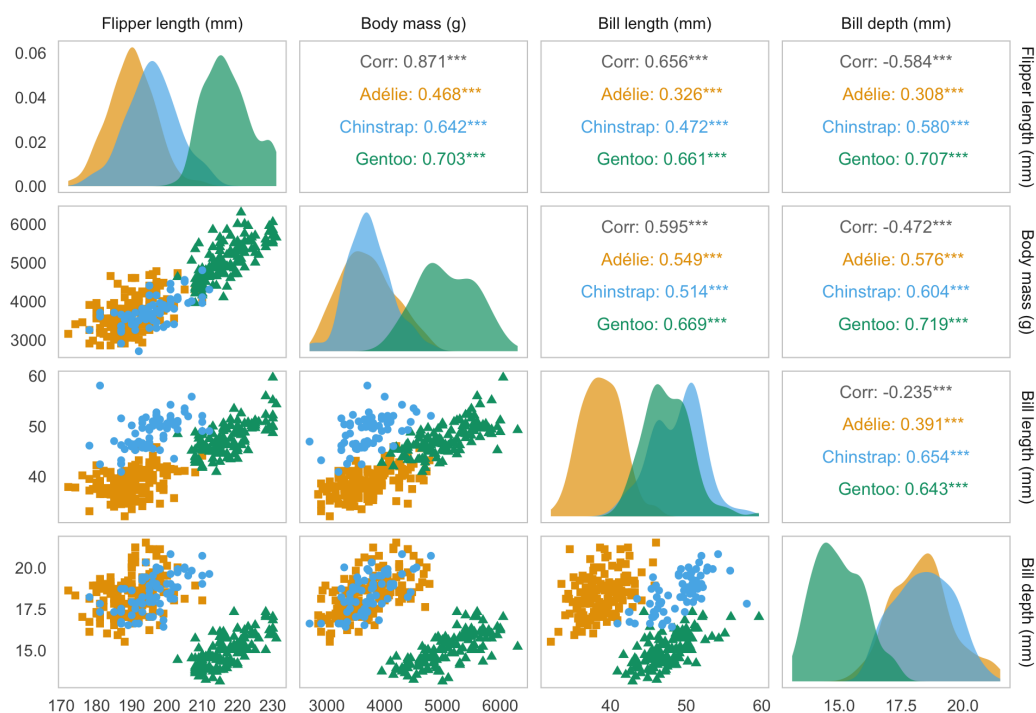 Flipper length (mm) Body mass (g) Bill length (mm) Bill depth (mm)
0.06
0.04
0.02
0.00
Corr: 0.871***
Adélie: 0.468***
Chinstrap: 0.642***
Gentoo: 0.703***
Corr: 0.656***
Adélie: 0.326***
Chinstrap: 0.472***
Gentoo: 0.661***
Corr: -0.584***
Adélie: 0.308***
Chinstrap: 0.580***
Gentoo: 0.707***
Flipper length (mm)
6000
5000
4000
3000
Corr: 0.595***
Adélie: 0.549***
Chinstrap: 0.514***
Gentoo: 0.669***
Corr: -0.472***
Adélie: 0.576***
Chinstrap: 0.604***
Gentoo: 0.719***
Body mass (g)
60
50
40
Corr: -0.235***
Adélie: 0.391***
Chinstrap: 0.654***
Gentoo: 0.643***
Bill length (mm)
20.0
17.5
15.0
Bill depth (mm)
170 180 190 200 210 220 230 3000 4000 5000 6000 40 50 60 15.0 17.5 20.0